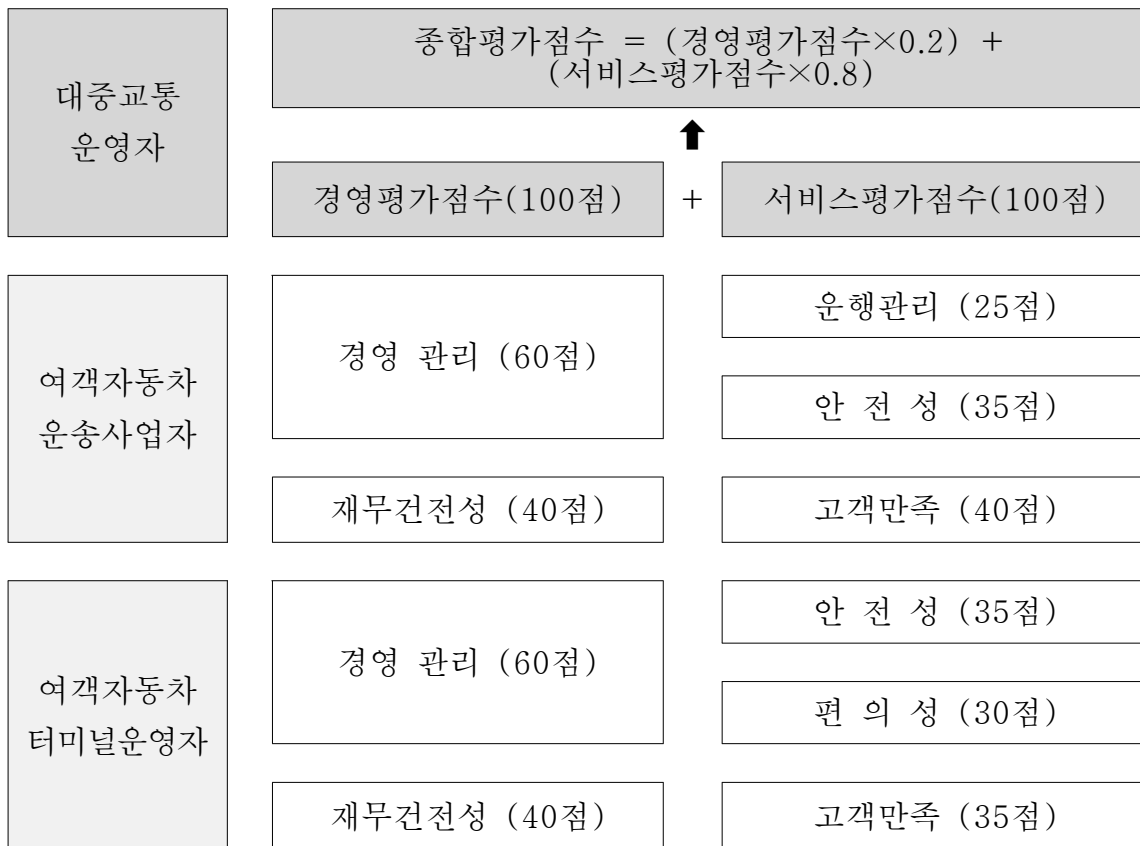 대중교통
운영자
종합평가점수 = (경영평가점수×0.2) +
(서비스평가점수×0.8)
경영평가점수(100점) + 서비스평가점수(100점)
여객자동차
운송사업자
경영 관리 (60점)
운행관리 (25점)
안 전 성 (35점)
재무건전성 (40점)
고객만족 (40점)
여객자동차
터미널운영자
경영 관리 (60점)
안 전 성 (35점)
편 의 성 (30점)
재무건전성 (40점)
고객만족 (35점)